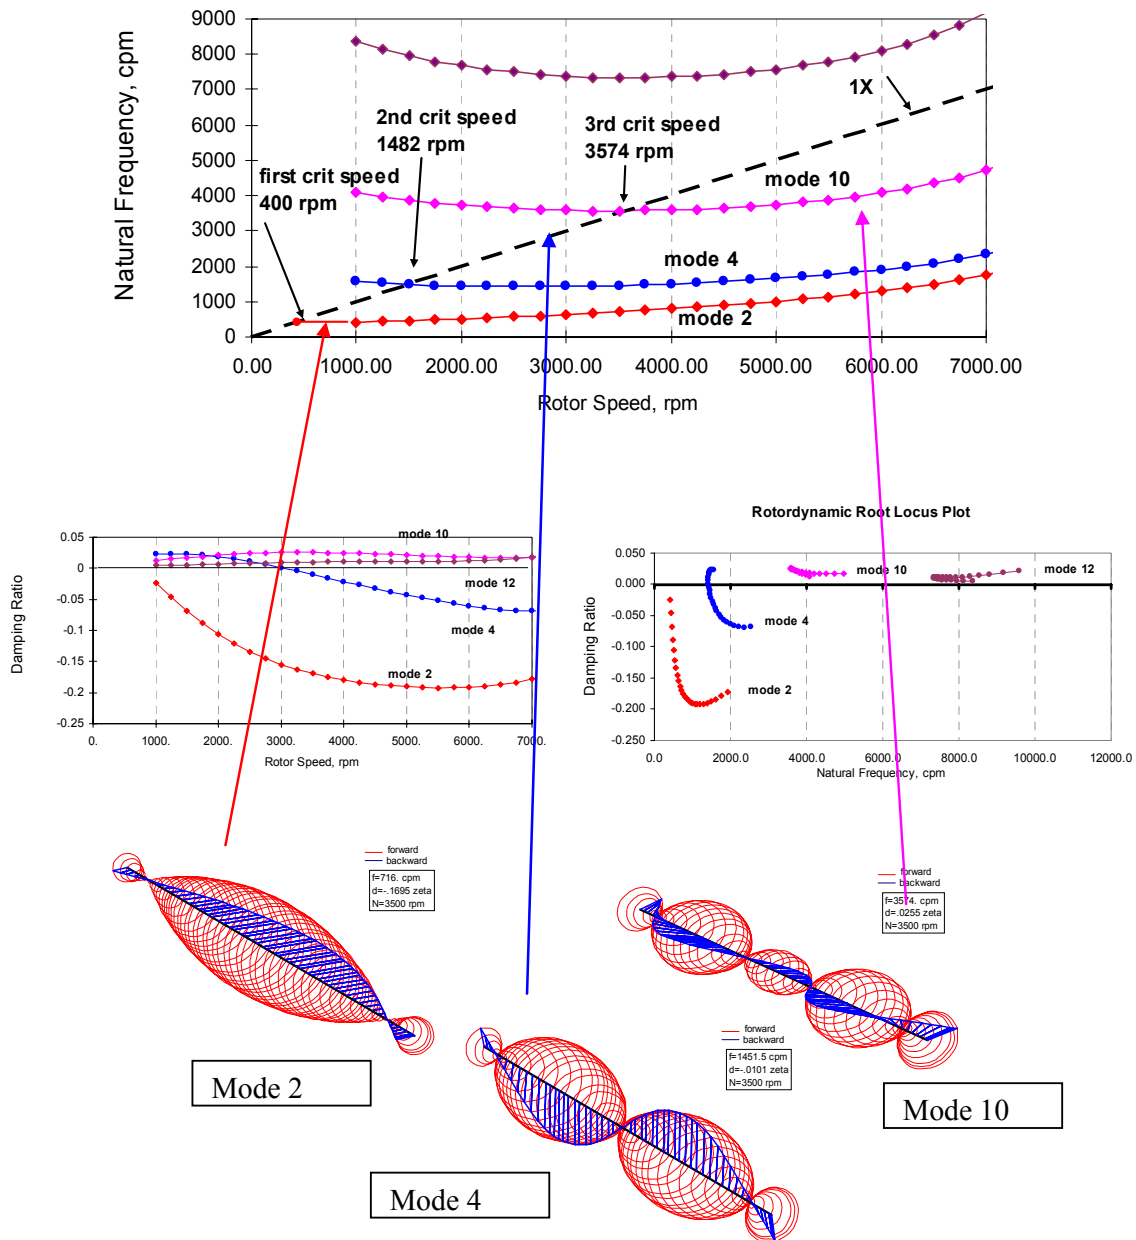 9000
8000
7000
6000
5000
4000
3000
2000
1000
0
Natural Frequency, cpm
1X
2nd crit speed
1482 rpm
3rd crit speed
3574 rpm
first crit speed
400 rpm
mode 10
mode 4
mode 2
0.00 1000.00 2000.00 3000.00 4000.00 5000.00 6000.00 7000.00
Rotor Speed, rpm
0.05
0
-0.05
-0.1
-0.15
-0.2
-0.25
Damping Ratio
mode 10
mode 12
mode 4
mode 2
0. 1000. 2000. 3000. 4000. 5000. 6000. 7000.
Rotor Speed, rpm
Rotordynamic Root Locus Plot
0.050
0.000
-0.050
-0.100
-0.150
-0.200
-0.250
Damping Ratio
mode 10
mode 12
mode 4
mode 2
0.0 2000.0 4000.0 6000.0 8000.0 10000.0 12000.0
Natural Frequency, cpm
forward
backward
f=716. cpm
d=-.1695 zeta
N=3500 rpm
forward
backward
f=3574. cpm
d=.0255 zeta
N=3500 rpm
forward
backward
f=1451.5 cpm
d=-.0101 zeta
N=3500 rpm
Mode 2
Mode 10
Mode 4